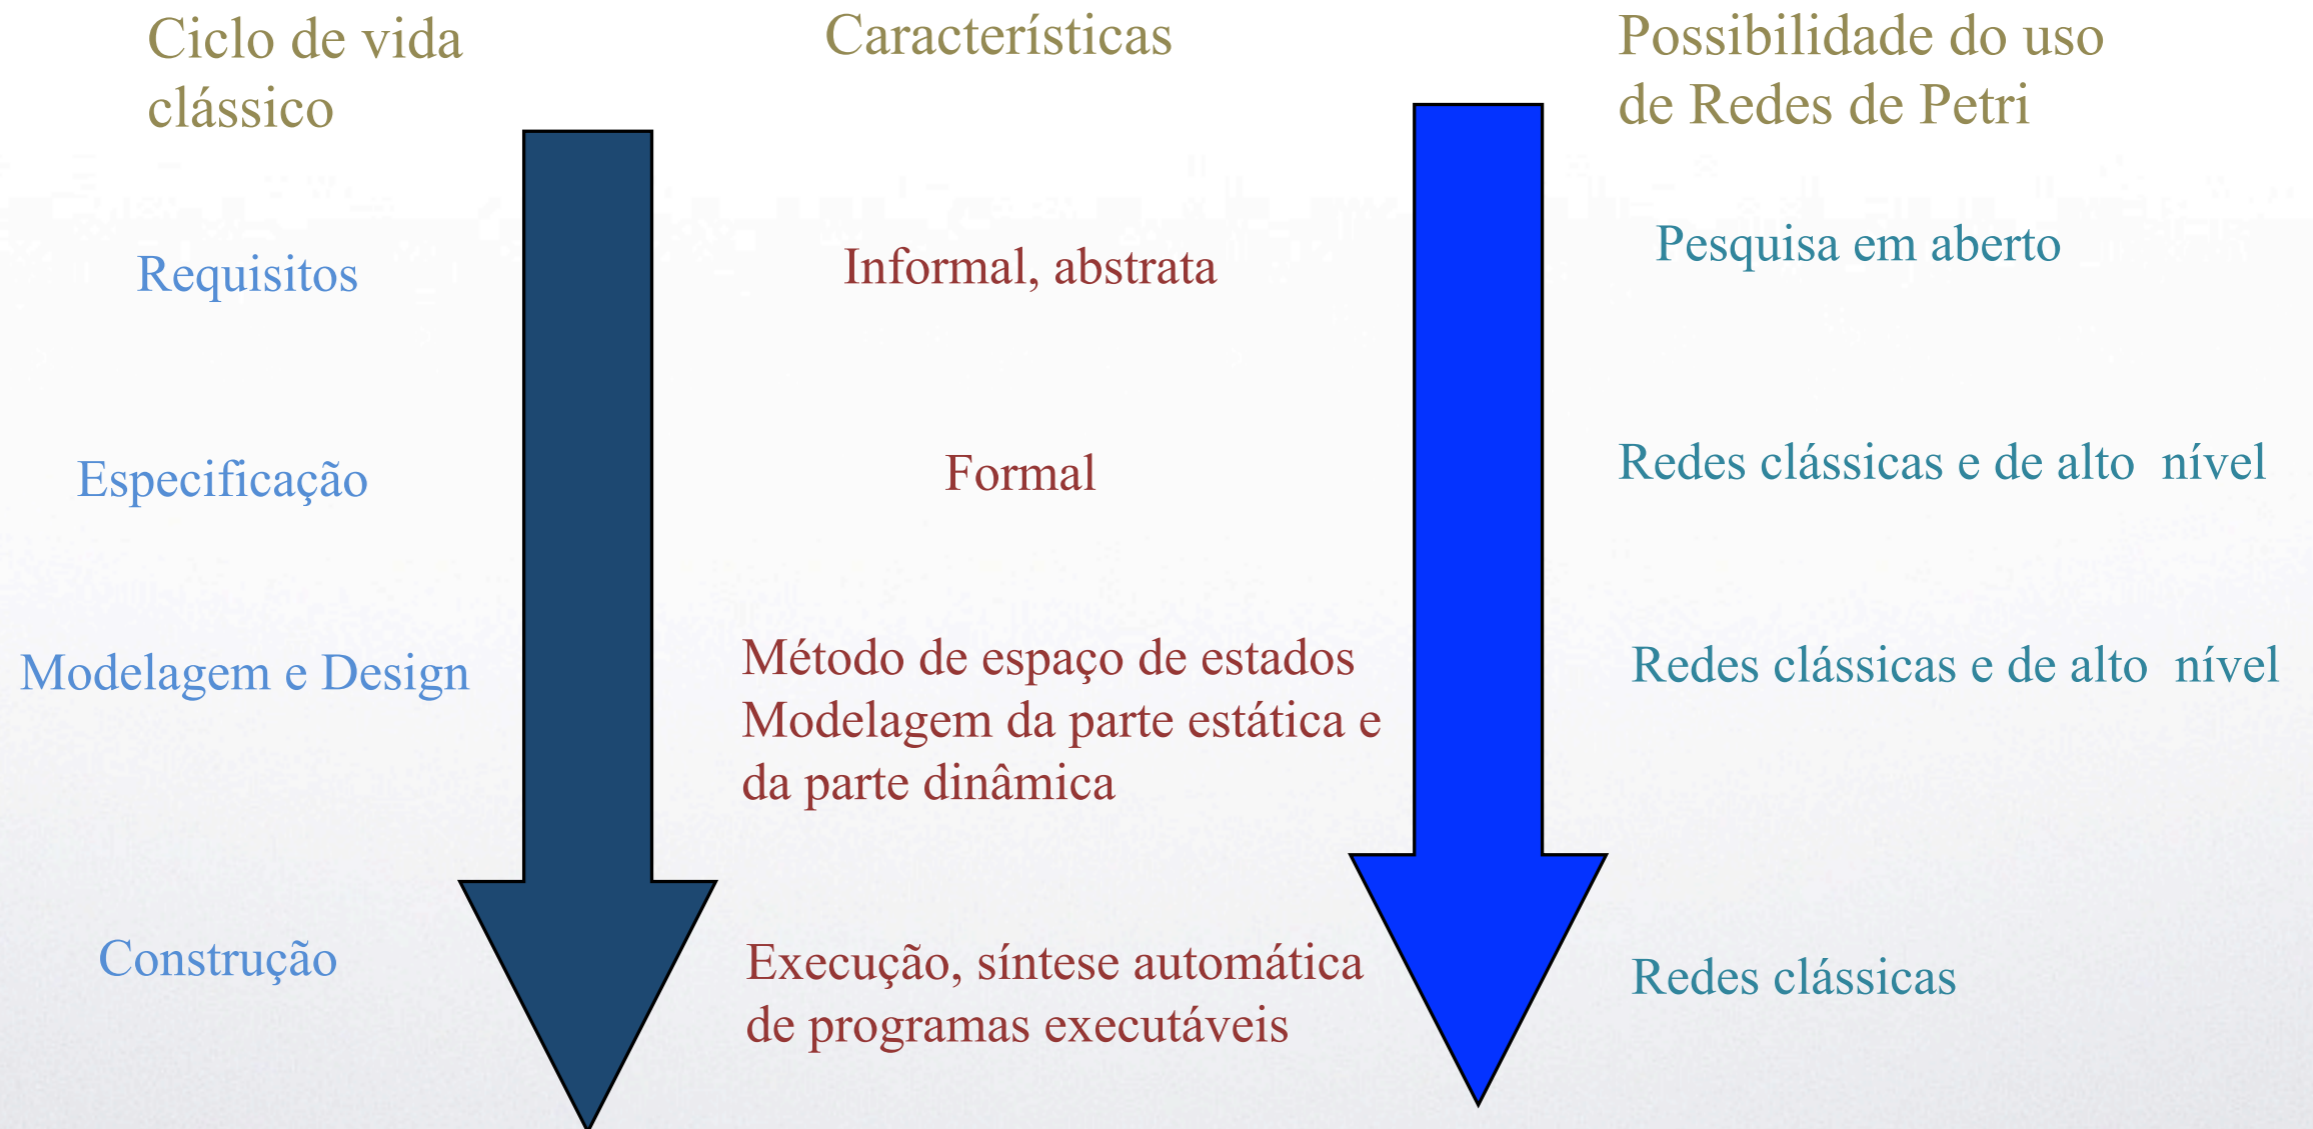 Ciclo de vida
clássico
Características
Possibilidade do uso
de Redes de Petri
Requisitos
Informal, abstrata
Pesquisa em aberto
Especificação
Formal
Redes clássicas e de alto nível
Modelagem e Design
Método de espaço de estados
Modelagem da parte estática e
da parte dinâmica
Redes clássicas e de alto nível
Construção
Execução, síntese automática
de programas executáveis
Redes clássicas